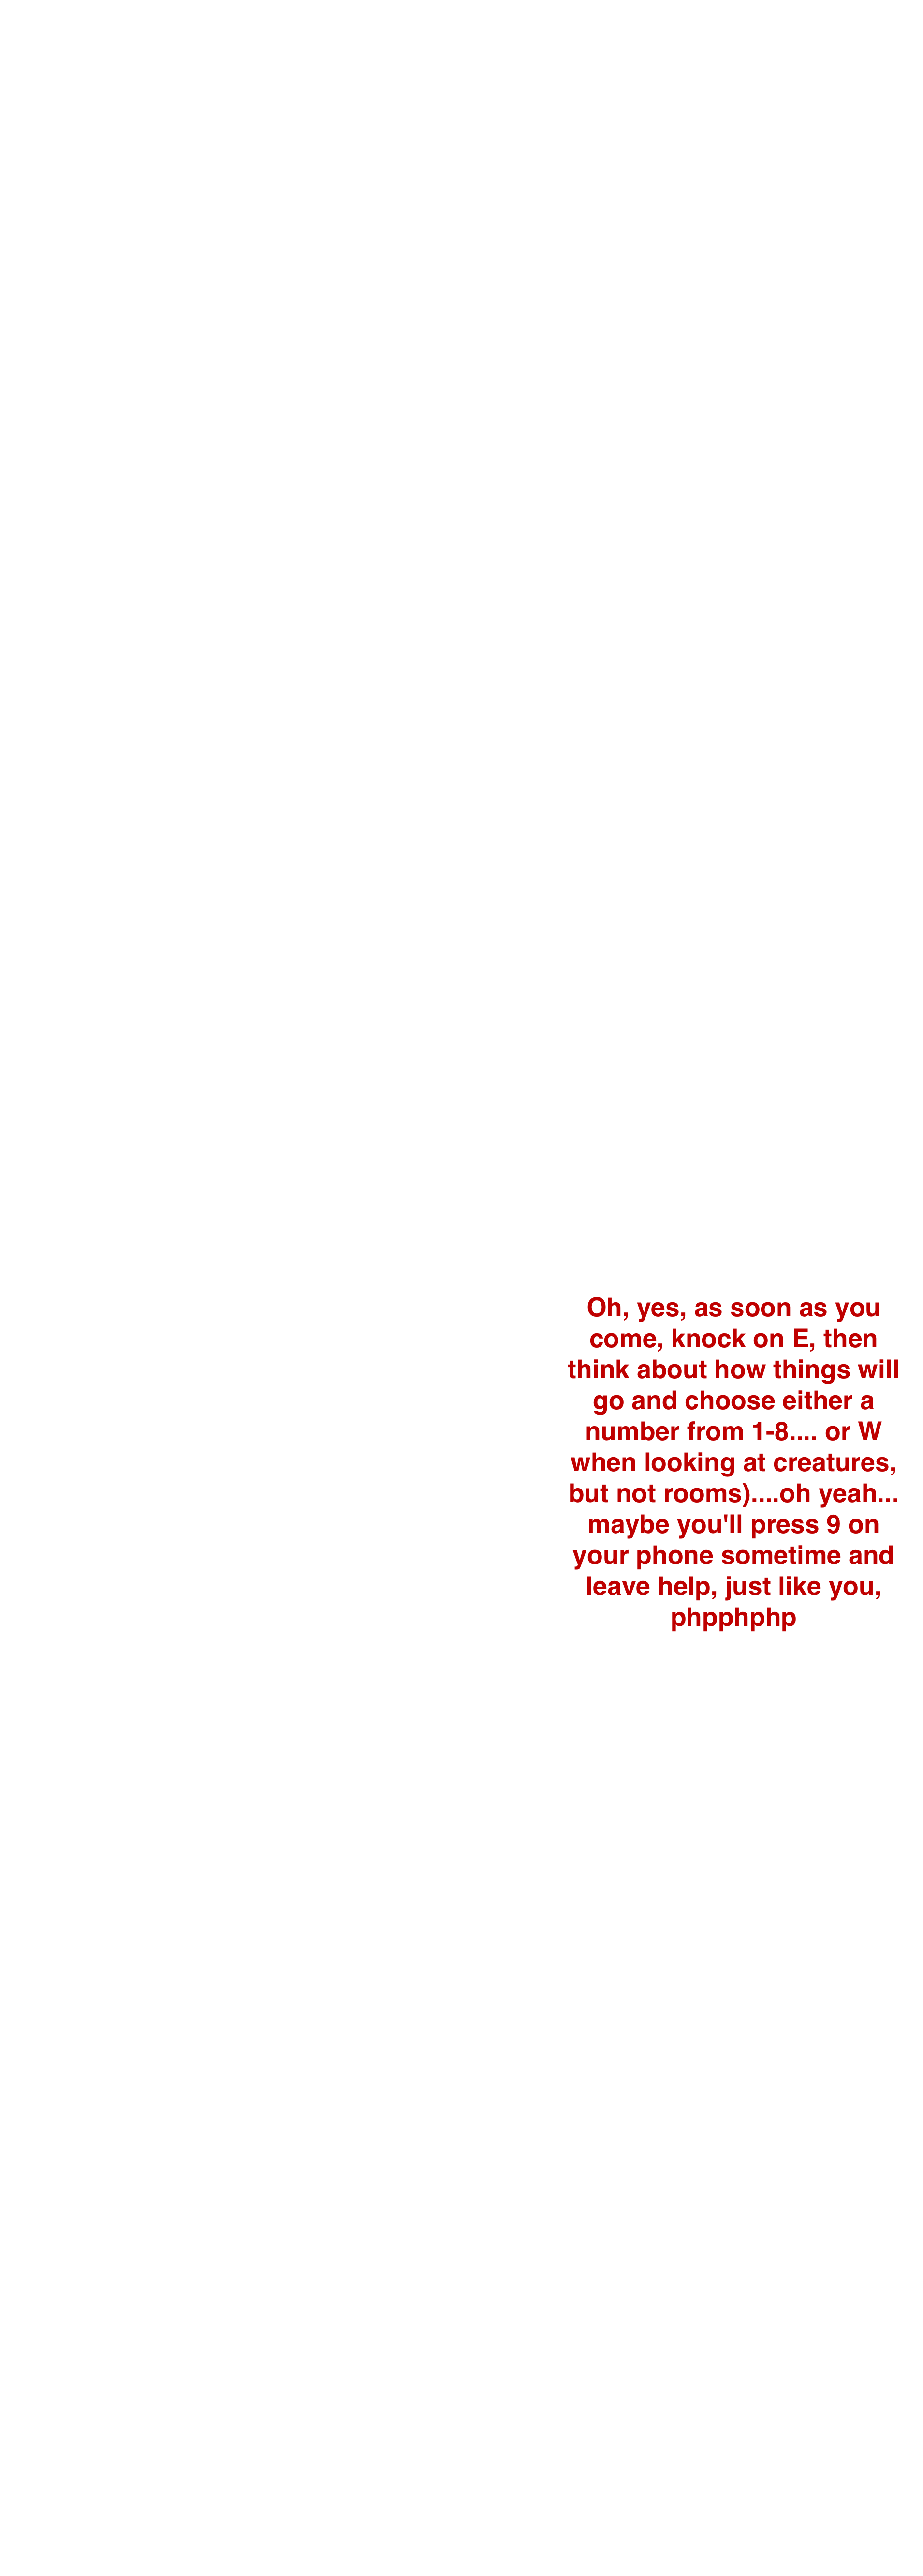 Oh, yes, as soon as you
come, knock on E, then
think about how things will
go and choose either a
number from 1-8.... or W
when looking at creatures,
but not rooms)....oh yeah...
maybe you'll press 9 on
your phone sometime and
leave help, just like you,
phpphphp